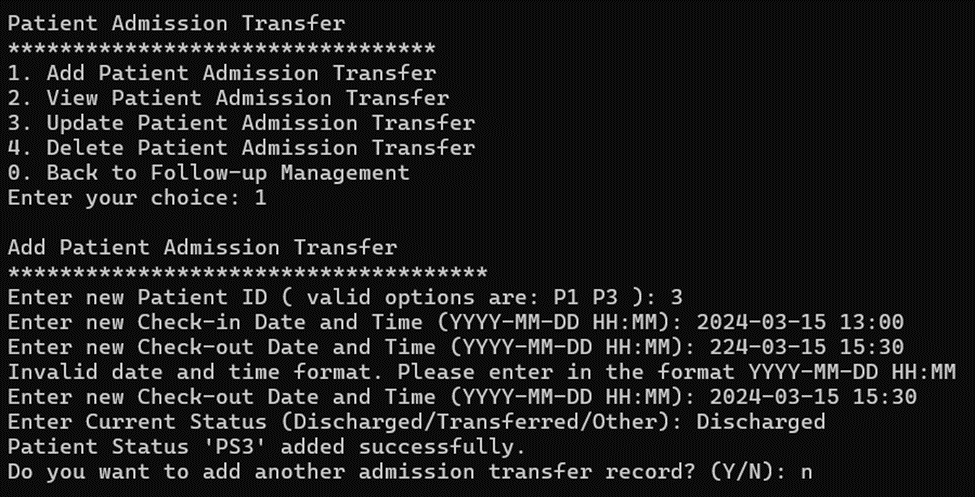 Patient Admission Transfer
*********************************
1. Add Patient Admission Transfer
2. View Patient Admission Transfer
3. Update Patient Admission Transfer
4. Delete Patient Admission Transfer
0. Back to Follow-up Management
Enter your choice: 1
Add Patient Admission Transfer
*************************************
Enter new Patient ID ( valid options are: P1 P3 ): 3
Enter new Check-in Date and Time (YYYY-MM-DD HH:MM): 2024-03-15 13:00
Enter new Check-out Date and Time (YYYY-MM-DD HH:MM): 224-03-15 15:30
Invalid date and time format. Please enter in the format YYYY-MM-DD HH:MM
Enter new Check-out Date and Time (YYYY-MM-DD HH:MM): 2024-03-15 15:30
Enter Current Status (Discharged/Transferred/Other): Discharged
Patient Status 'PS3' added successfully.
Do you want to add another admission transfer record? (Y/N): n